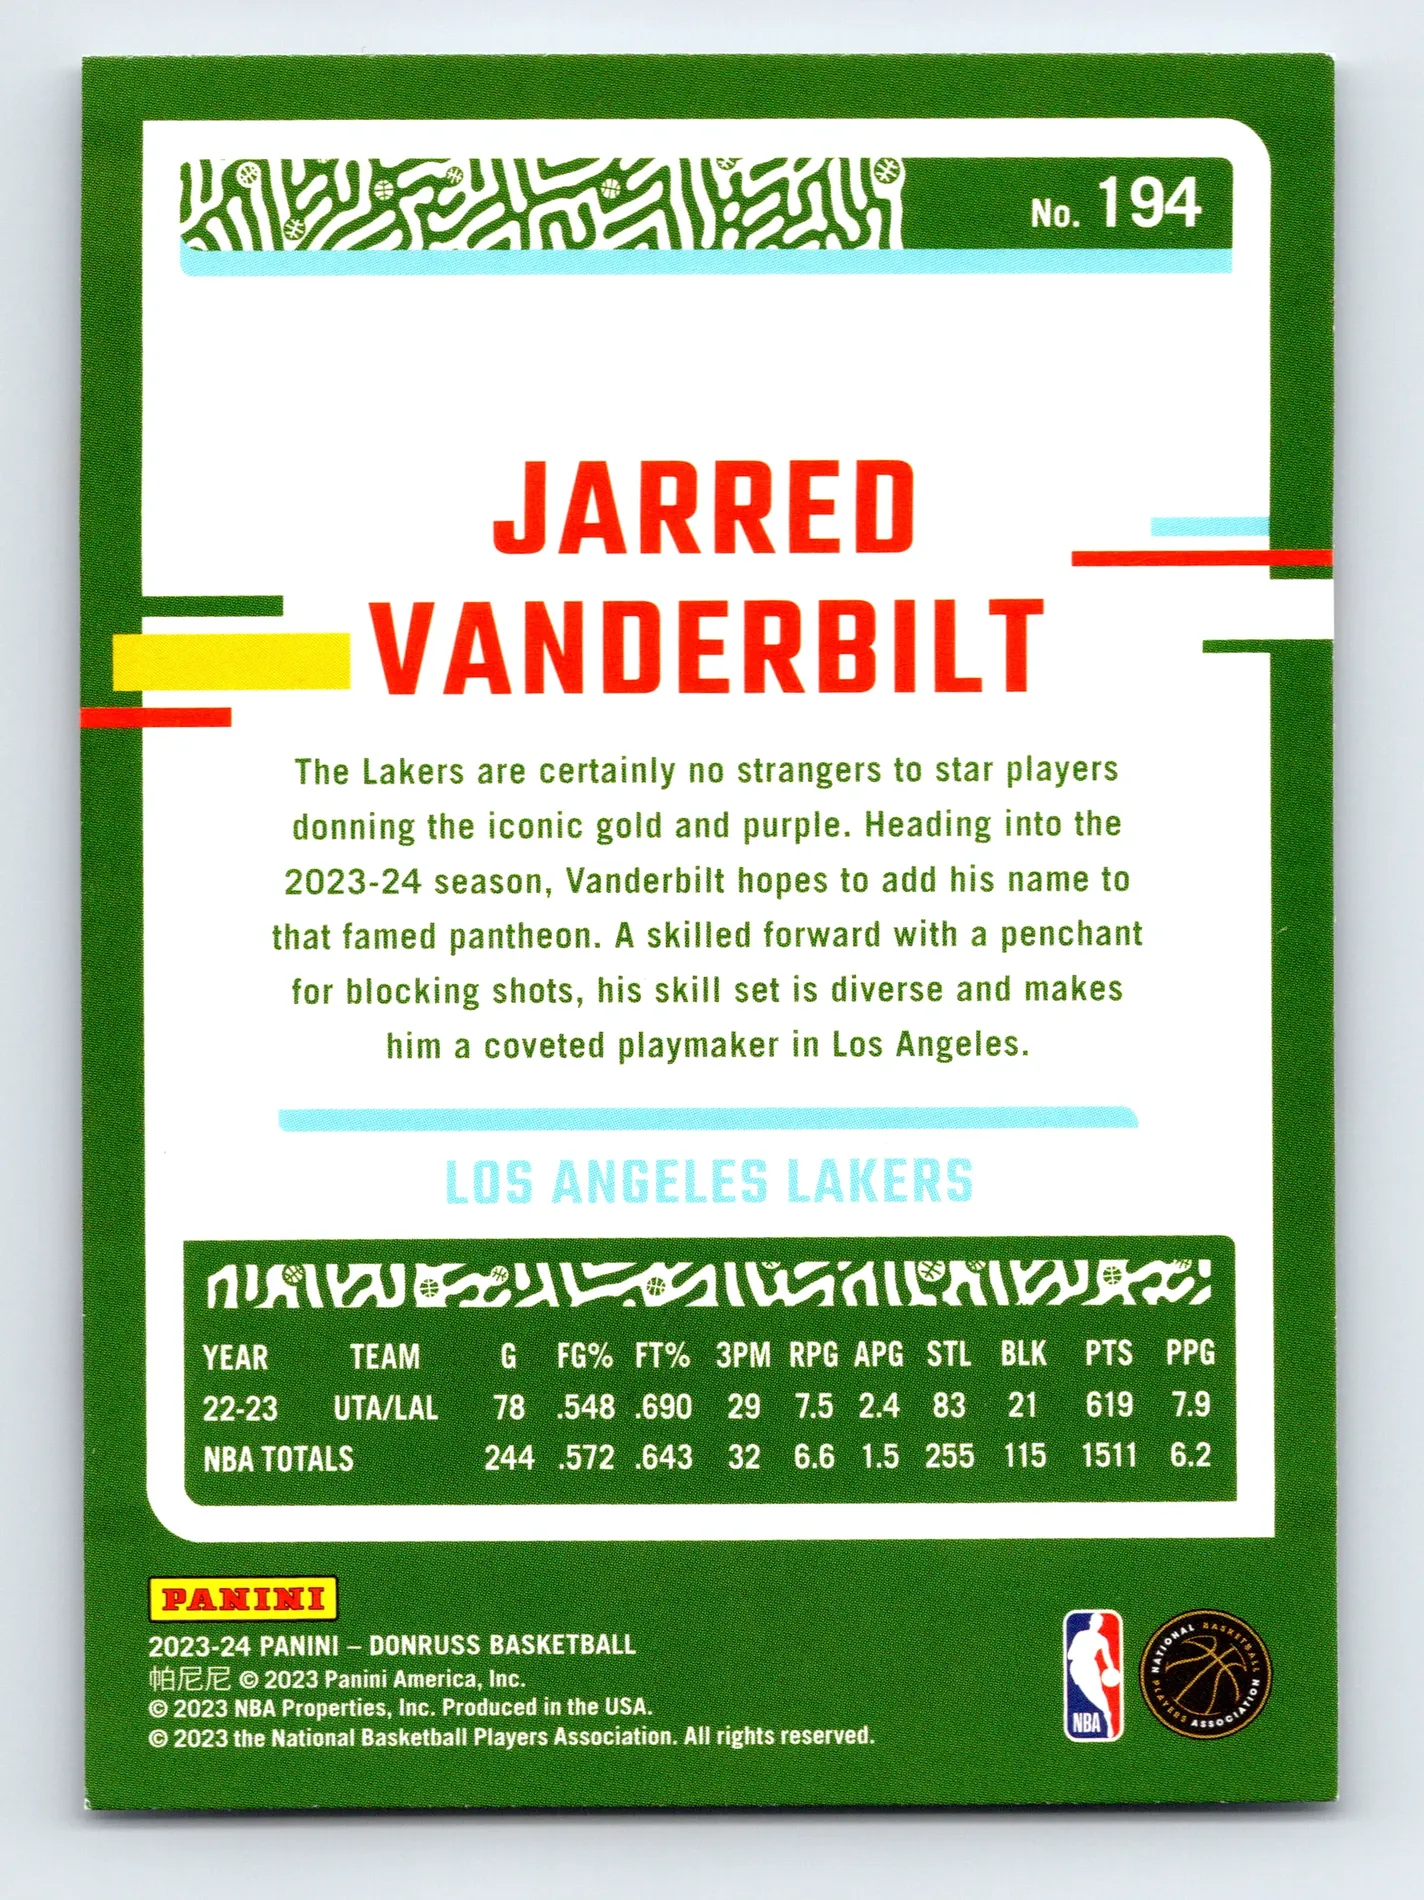 No. 194
JARRED
VANDERBILT
The Lakers are certainly no strangers to star players
donning the iconic gold and purple. Heading into the
2023-24 season, Vanderbilt hopes to add his name to
that famed pantheon. A skilled forward with a penchant
for blocking shots, his skill set is diverse and makes
him a coveted playmaker in Los Angeles.
LOS ANGELES LAKERS
YEAR TEAM G FG% FT% 3PM RPG APG STL BLK PTS PPG
22-23 UTA/LAL 78 .548 .690 29 7.5 2.4 83 21 619 7.9
NBA TOTALS 244 .572 .643 32 6.6 1.5 255 115 1511 6.2
PANINI
2023-24 PANINI – DONRUSS BASKETBALL
帕尼尼 © 2023 Panini America, Inc.
© 2023 NBA Properties, Inc. Produced in the USA.
© 2023 the National Basketball Players Association. All rights reserved.
NBA
NATIONAL BASKETBALL PLAYERS ASSOCIATION